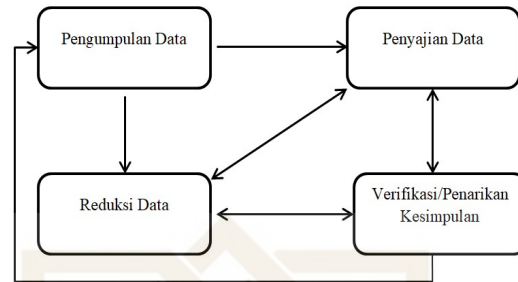 Pengumpulan Data
Penyajian Data
Reduksi Data
Verifikasi/Penarikan
Kesimpulan